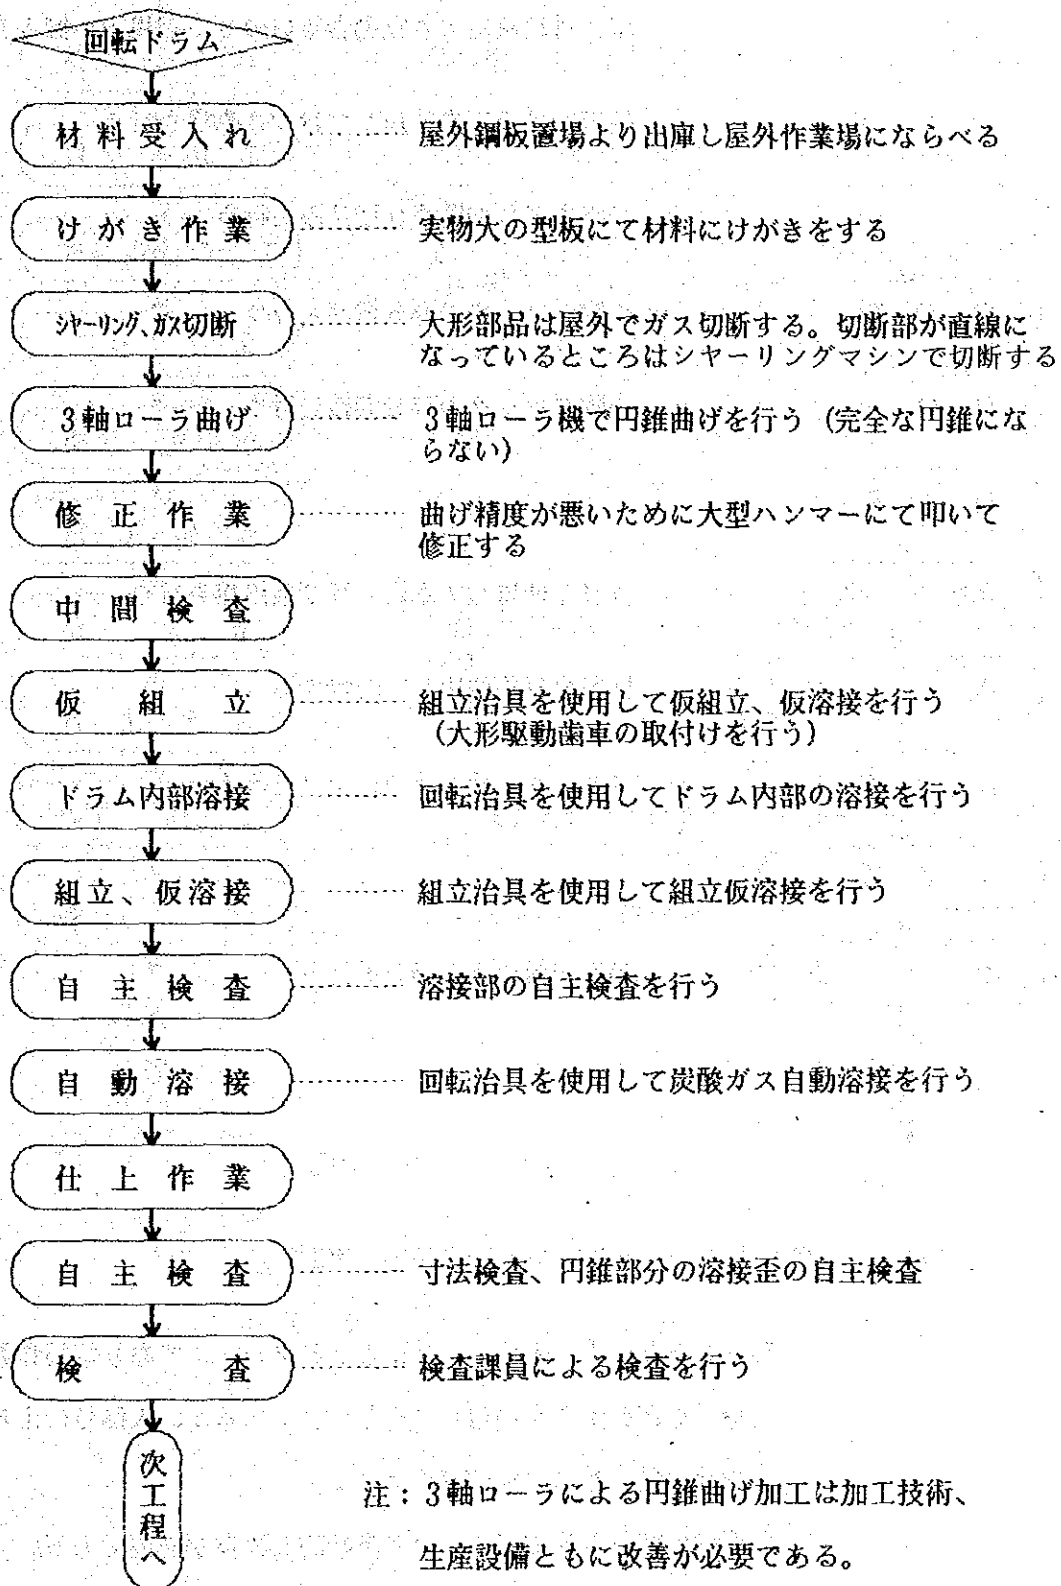 回転ドラム
材料受入れ
屋外鋼板置場より出庫し屋外作業場にならべる
けがき作業
実物大の型板にて材料にけがきをする
シャーリング、ガス切断
大形部品は屋外でガス切断する。切断部が直線に
なっているところはシヤーリングマシンで切断する
3軸ローラ曲げ
3軸ローラ機で円錐曲げを行う（完全な円錐にな
らない）
修正作業
曲げ精度が悪いために大型ハンマーにて叩いて
修正する
中間検査
仮組立
組立治具を使用して仮組立、仮溶接を行う
（大形駆動歯車の取付けを行う）
ドラム内部溶接
回転治具を使用してドラム内部の溶接を行う
組立、仮溶接
組立治具を使用して組立仮溶接を行う
自主検査
溶接部の自主検査を行う
自動溶接
回転治具を使用して炭酸ガス自動溶接を行う
仕上作業
自主検査
寸法検査、円錐部分の溶接歪の自主検査
検査
検査課員による検査を行う
次工程へ
注：3軸ローラによる円錐曲げ加工は加工技術、
生産設備ともに改善が必要である。